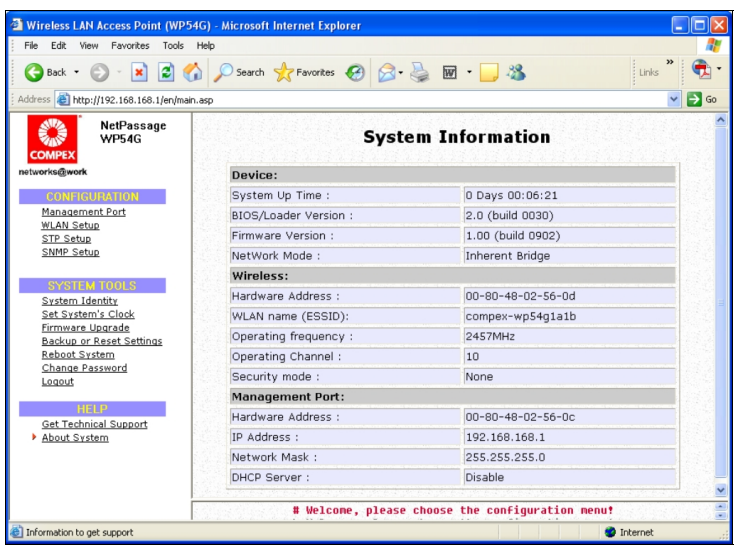 Wireless LAN Access Point (WP54G) - Microsoft Internet Explorer
File Edit View Favorites Tools Help
Back Search Favorites Links
Address http://192.168.168.1/en/main.asp Go
COMPEX
NetPassage
WP54G
networks@work
CONFIGURATION
Management Port
WLAN Setup
STP Setup
SNMP Setup
SYSTEM TOOLS
System Identity
Set System's Clock
Firmware Upgrade
Backup or Reset Settings
Reboot System
Change Password
Logout
HELP
Get Technical Support
About System
System Information
Device:
System Up Time : 0 Days 00:06:21
BIOS/Loader Version : 2.0 (build 0030)
Firmware Version : 1.00 (build 0902)
NetWork Mode : Inherent Bridge
Wireless:
Hardware Address : 00-80-48-02-56-0d
WLAN name (ESSID): compex-wp54g1a1b
Operating frequency : 2457MHz
Operating Channel : 10
Security mode : None
Management Port:
Hardware Address : 00-80-48-02-56-0c
IP Address : 192.168.168.1
Network Mask : 255.255.255.0
DHCP Server : Disable
# Welcome, please choose the configuration menu!
Information to get support Internet